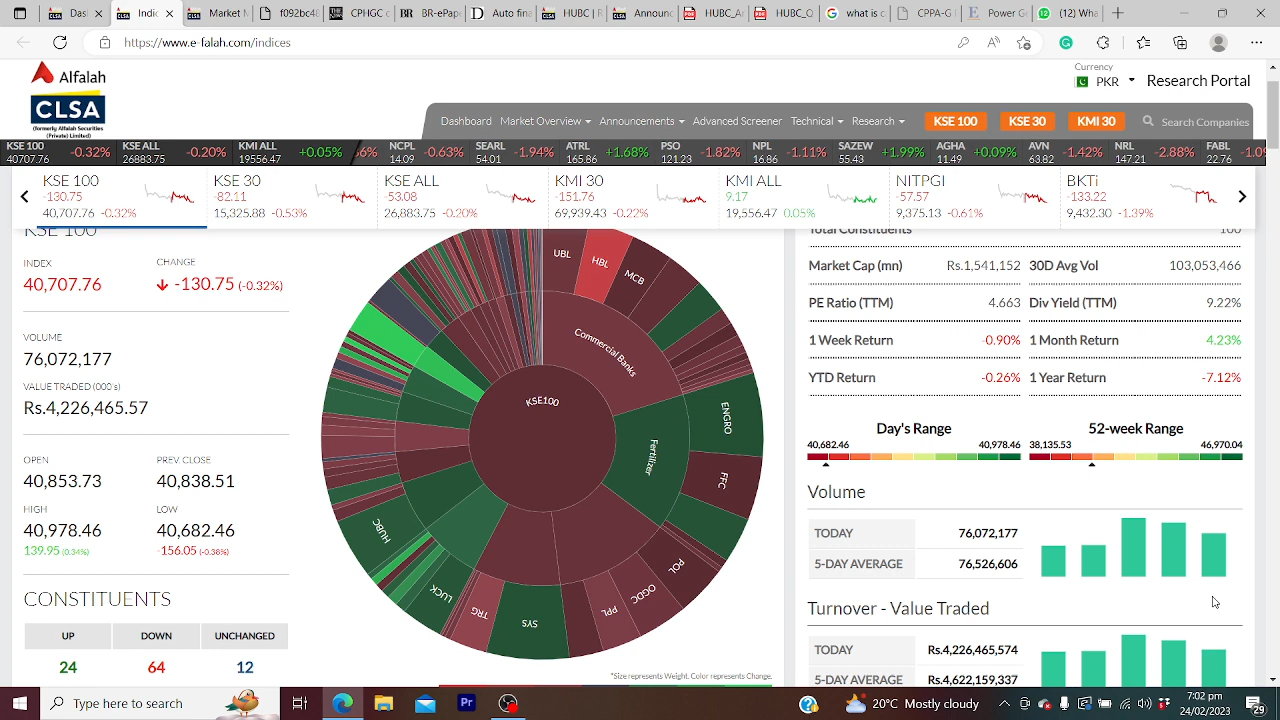 Dashb
Indic
Market M
f1092b4d
KSE CPHGC
BR-ePap
Auto fina
HUBC |
Announc
HUBC_A
HUBC_G
what is c
CPPA-G
Power G
(12) Wha
https://www.e-falah.com/indices
Alfalah
CLSA
(formerly Alfalah Securities
(Private) Limited)
Currency
PKR
Research Portal
Dashboard Market Overview Announcements Advanced Screener Technical Research KSE 100 KSE 30 KMI 30 Search Companies
KSE 100 40707.76 -0.32%
KSE ALL 26883.75 -0.20%
+0.05%
NCPL 14.09 -0.63%
SEARL 54.01 -1.94%
ATRL 165.86 +1.68%
PSO 121.23 -1.82%
NPL 16.86 -1.11%
SAZEW 55.43 +1.99%
AGHA 11.49 +0.09%
AVN 63.82 -1.42%
NRL 147.21 -2.88%
FABL 22.76
KSE 100
-130.75
40,707.76 -0.32%
KSE 30
-82.11
15,325.88 -0.53%
KSE ALL
-53.08
26,883.75 -0.20%
KMI 30
-151.76
69,939.43 -0.22%
KMI ALL
9.17
19,556.47 0.05%
NITPGI
-57.57
9,375.13 -0.61%
BKTi
-133.22
9,432.30 -1.39%
KSE 100
INDEX
CHANGE
40,707.76
-130.75 (-0.32%)
VOLUME
76,072,177
VALUE TRADED (000's)
Rs.4,226,465.57
OPEN
PREV. CLOSE
40,853.73
40,838.51
HIGH
LOW
40,978.46
40,682.46
139.95 (0.34%)
-156.05 (-0.38%)
CONSTITUENTS
UP DOWN UNCHANGED
24 64 12
UBL
HBL
MCB
Commercial Banks
KSE100
Fertilizer
ENGRO
FFC
POL
OGDC
PPL
SYS
TRG
LUCK
HUBC
*Size represents Weight. Color represents Change.
Total Constituents 100
Market Cap (mn) Rs.1,541,152 30D Avg Vol 103,053,466
PE Ratio (TTM) 4.663 Div Yield (TTM) 9.22%
1 Week Return -0.90% 1 Month Return 4.23%
YTD Return -0.26% 1 Year Return -7.12%
Day's Range
52-week Range
40,682.46 40,978.46 38,135.53 46,970.04
Volume
TODAY 76,072,177
5-DAY AVERAGE 76,526,606
Turnover - Value Traded
TODAY Rs.4,226,465,574
5-DAY AVERAGE Rs.4,622,159,337
Type here to search
20°C Mostly cloudy
7:02 pm
24/02/2023